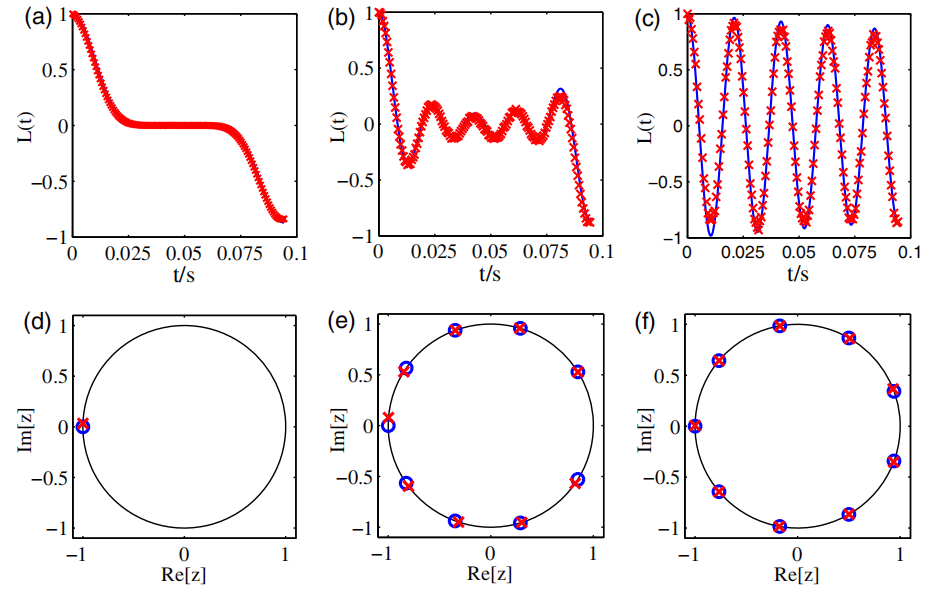 (a) (b) (c)
1 1 1
0.5 0.5 0.5
L(t) 0 L(t) 0 L(t) 0
−0.5 −0.5 −0.5
−1 −1 −1
0 0.025 0.05 0.075 0.1 0 0.025 0.05 0.075 0.1 0 0.025 0.05 0.075 0.1
t/s t/s t/s
(d) (e) (f)
1 1 1
0.5 0.5 0.5
Im[z] 0 Im[z] 0 Im[z] 0
−0.5 −0.5 −0.5
−1 −1 −1
−1 0 1 −1 0 1 −1 0 1
Re[z] Re[z] Re[z]